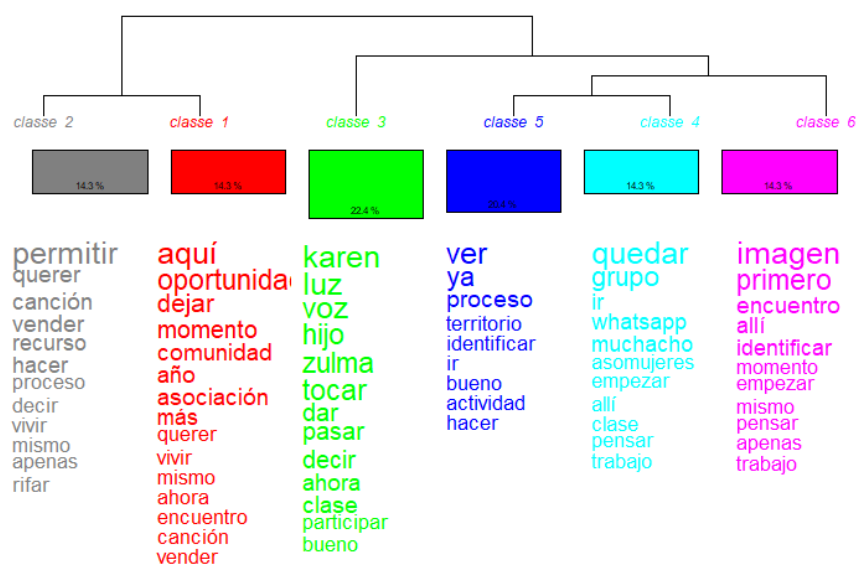 classe 2
classe 1
classe 3
classe 5
classe 4
classe 6
14.3 %
14.3 %
22.4 %
20.4 %
14.3 %
14.3 %
permitir
querer
canción
vender
recurso
hacer
proceso
decir
vivir
mismo
apenas
rifar
aquí
oportunidad
dejar
momento
comunidad
año
asociación
más
querer
vivir
mismo
ahora
encuentro
canción
vender
karen
luz
voz
hijo
zulma
tocar
dar
pasar
decir
ahora
clase
participar
bueno
ver
ya
proceso
territorio
identificar
ir
bueno
actividad
hacer
quedar
grupo
ir
whatsapp
muchacho
asomujeres
empezar
allí
clase
pensar
trabajo
imagen
primero
encuentro
allí
identificar
momento
empezar
mismo
pensar
apenas
trabajo